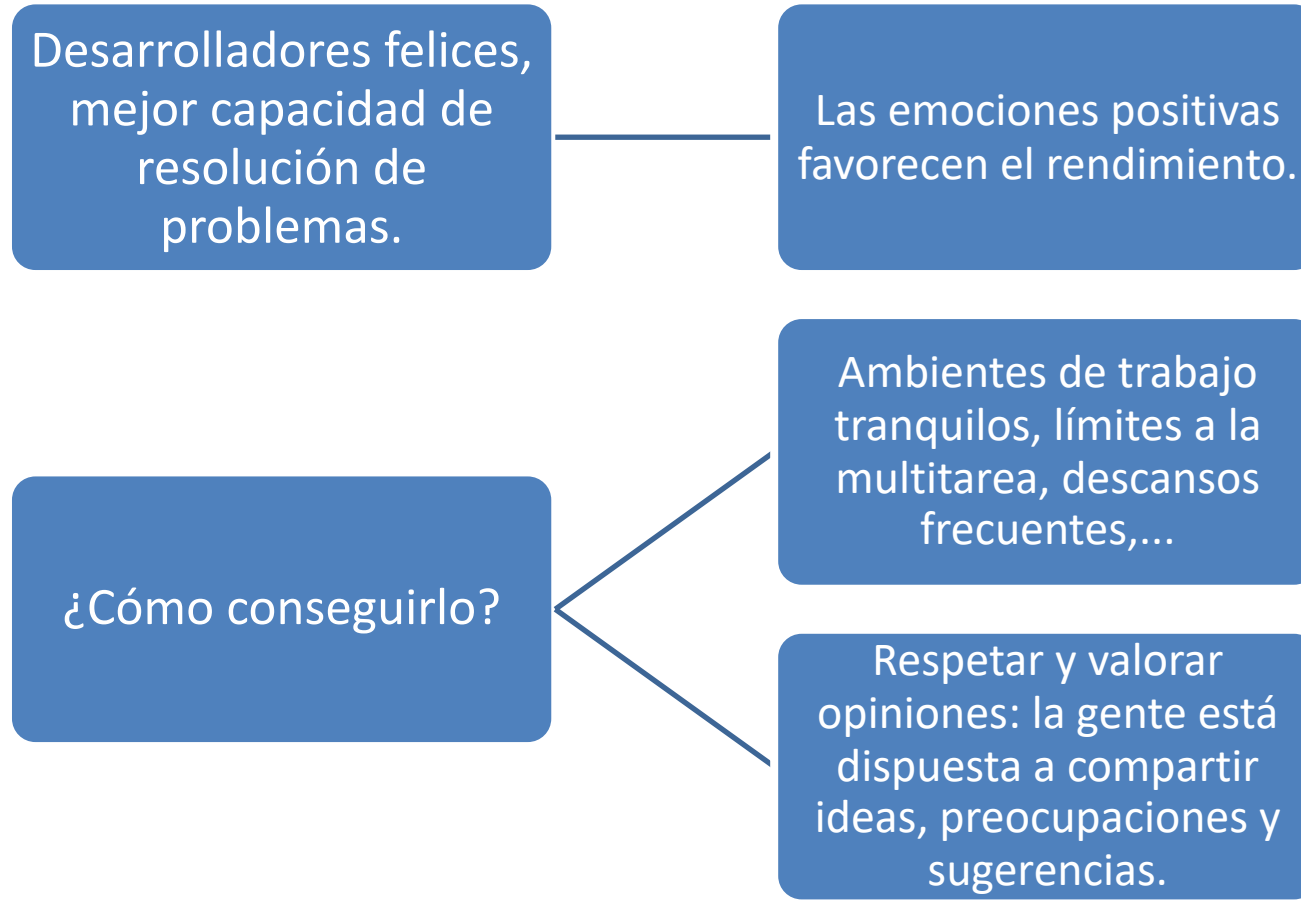 Desarrolladores felices,
mejor capacidad de
resolución de
problemas.
Las emociones positivas
favorecen el rendimiento.
¿Cómo conseguirlo?
Ambientes de trabajo
tranquilos, límites a la
multitarea, descansos
frecuentes,...
Respetar y valorar
opiniones: la gente está
dispuesta a compartir
ideas, preocupaciones y
sugerencias.